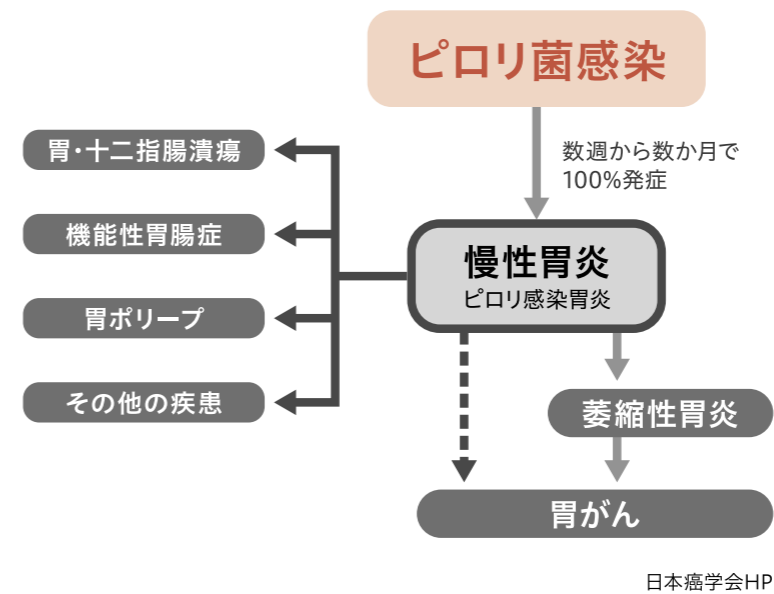 ピロリ菌感染
数週から数か月で
100%発症
慢性胃炎
ピロリ感染胃炎
胃・十二指腸潰瘍
機能性胃腸症
胃ポリープ
その他の疾患
萎縮性胃炎
胃がん
日本癌学会HP